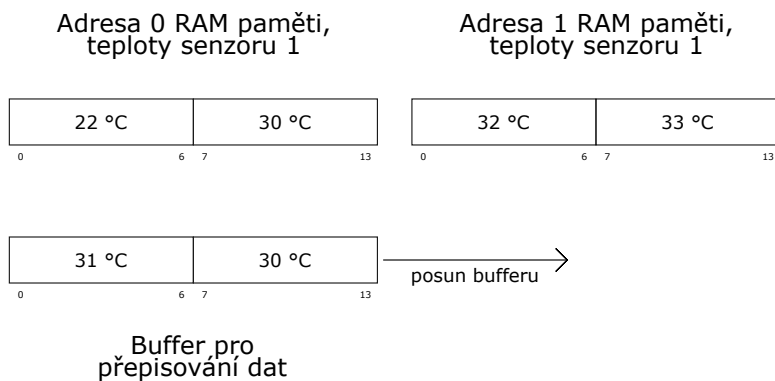 Adresa 0 RAM paměti,
teploty senzoru 1
Adresa 1 RAM paměti,
teploty senzoru 1
22 °C 30 °C 32 °C 33 °C
0 6 7 13 0 6 7 13
31 °C 30 °C
posun bufferu
0 6 7 13
Buffer pro
přepisování dat